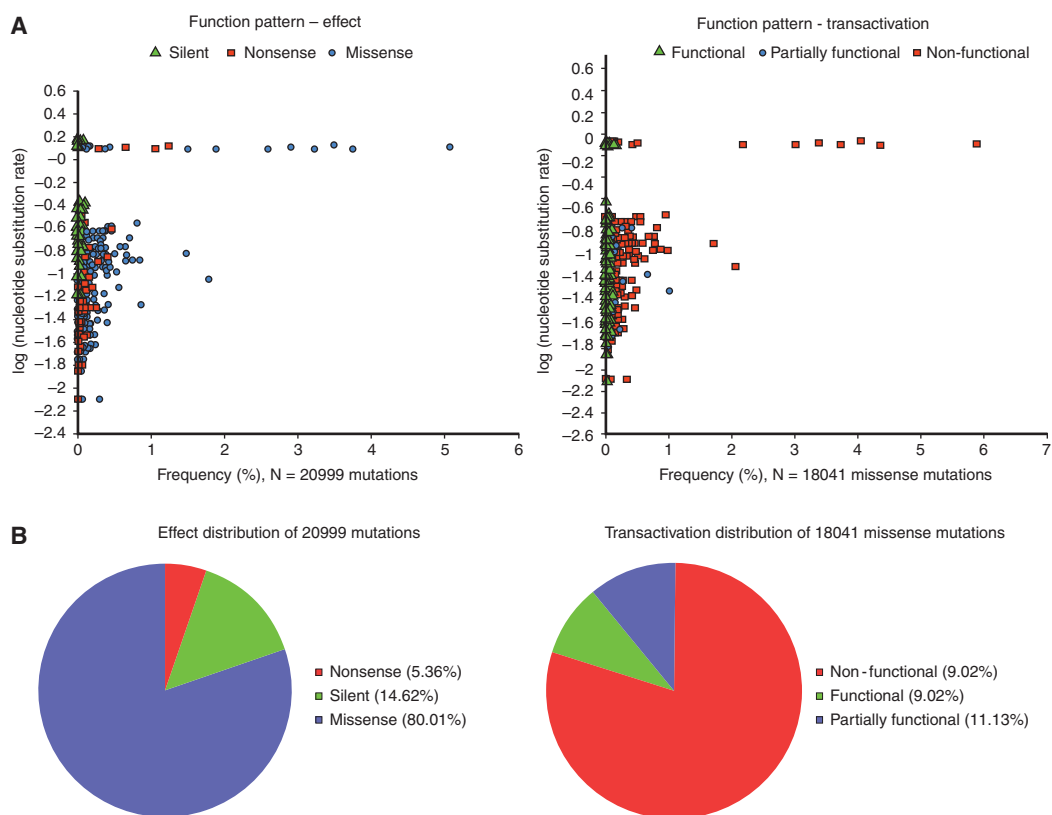 A
Function pattern – effect
Silent Nonsense Missense
log (nucleotide substitution rate)
0.6
0.4
0.2
–0
–0.2
–0.4
–0.6
–0.8
–1
–1.2
–1.4
–1.6
–1.8
–2
–2.2
–2.4
0 1 2 3 4 5 6
Frequency (%), N = 20999 mutations
Function pattern - transactivation
Functional Partially functional Non-functional
log (nucleotide substitution rate)
0.6
0.4
0.2
0
–0.2
–0.4
–0.6
–0.8
–1
–1.4
–1.4
–1.6
–1.8
–2
–2.2
–2.4
–2.6
0 1 2 3 4 5 6 7
Frequency (%), N = 18041 missense mutations
B
Effect distribution of 20999 mutations
Nonsense (5.36%)
Silent (14.62%)
Missense (80.01%)
Transactivation distribution of 18041 missense mutations
Non-functional (9.02%)
Functional (9.02%)
Partially functional (11.13%)